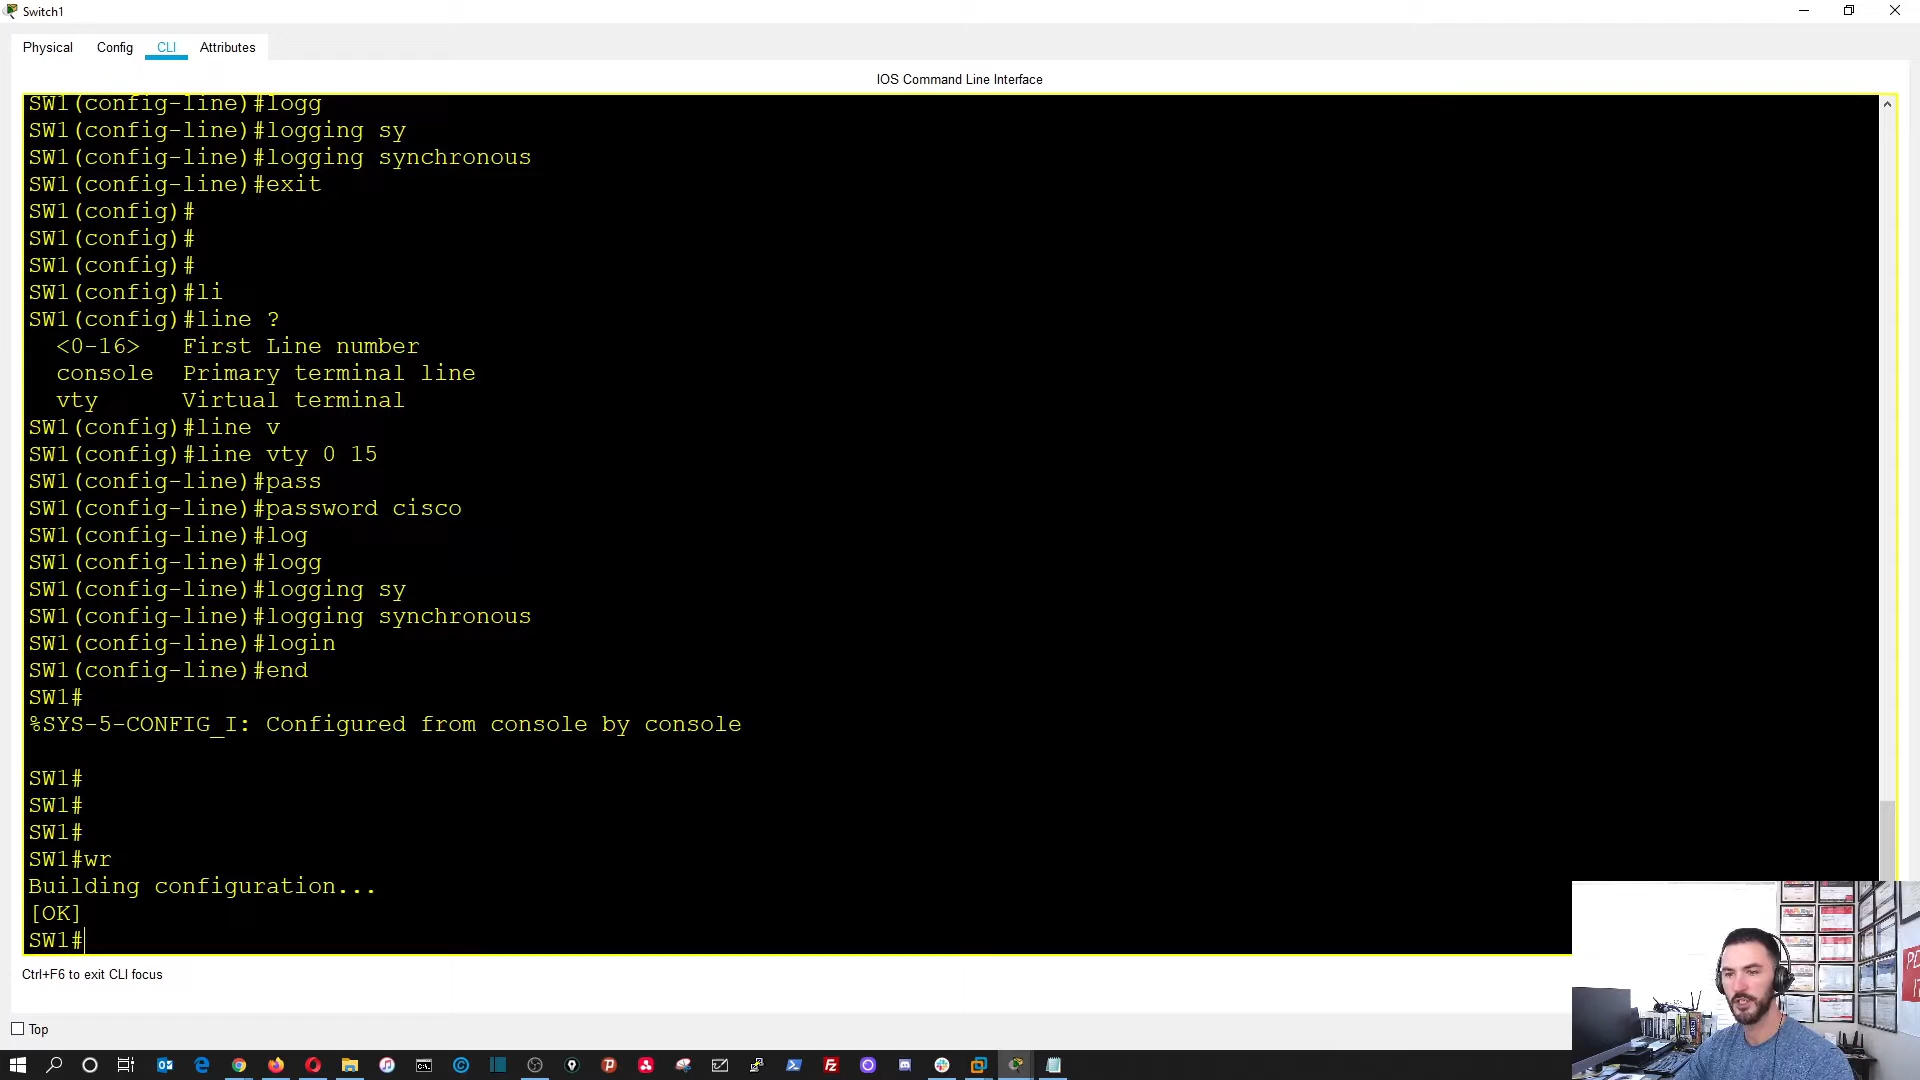 Switch1
Physical Config CLI Attributes
IOS Command Line Interface
SW1(config-line)#logg
SW1(config-line)#logging sy
SW1(config-line)#logging synchronous
SW1(config-line)#exit
SW1(config)#
SW1(config)#
SW1(config)#
SW1(config)#li
SW1(config)#line ?
<0-16> First Line number
console Primary terminal line
vty Virtual terminal
SW1(config)#line v
SW1(config)#line vty 0 15
SW1(config-line)#pass
SW1(config-line)#password cisco
SW1(config-line)#log
SW1(config-line)#logg
SW1(config-line)#logging sy
SW1(config-line)#logging synchronous
SW1(config-line)#login
SW1(config-line)#end
SW1#
%SYS-5-CONFIG_I: Configured from console by console
SW1#
SW1#
SW1#
SW1#wr
Building configuration...
[OK]
SW1#
Ctrl+F6 to exit CLI focus
Top